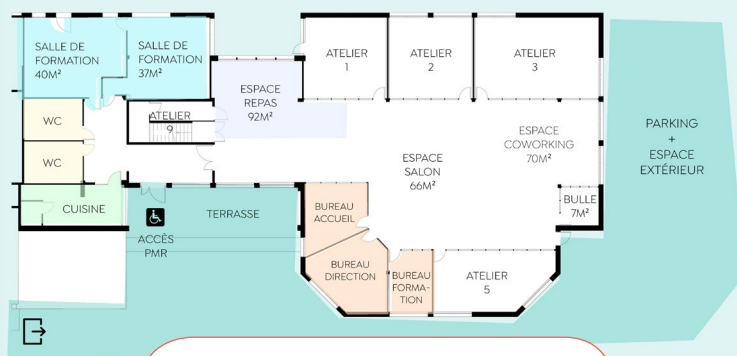 SALLE DE
FORMATION
40M²
SALLE DE
FORMATION
37M²
ATELIER
1
ATELIER
2
ATELIER
3
ESPACE
REPAS
92M²
WC
ATELIER
9
WC
ESPACE
COWORKING
70M²
PARKING
+
ESPACE
EXTÉRIEUR
ESPACE
SALON
66M²
CUISINE
TERRASSE
BUREAU
ACCUEIL
BULLE
7M²
ACCÈS
PMR
BUREAU
DIRECTION
BUREAU
FORMA-
TION
ATELIER
5